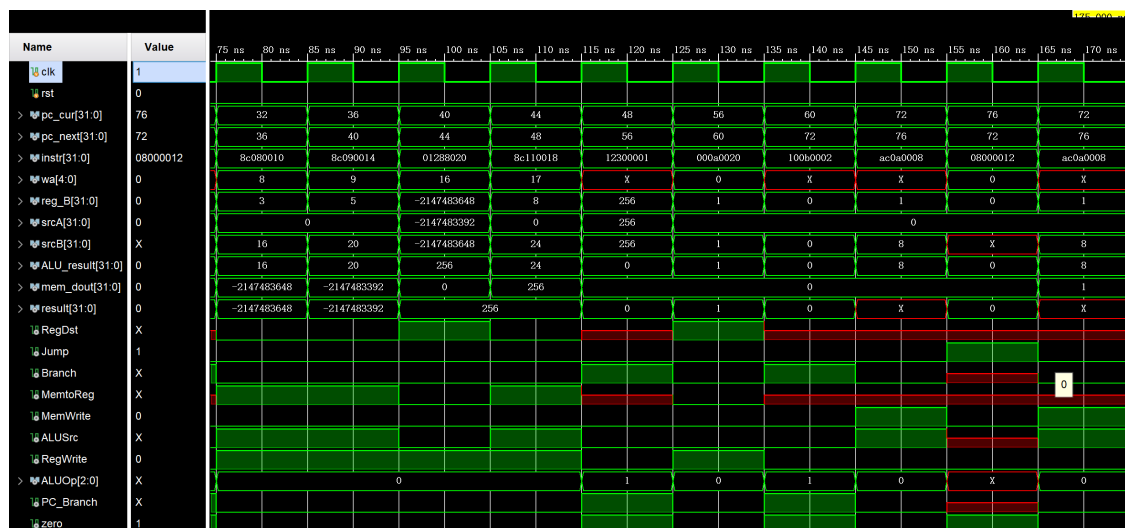 175.000 n
Name Value 75 ns 80 ns 85 ns 90 ns 95 ns 100 ns 105 ns 110 ns 115 ns 120 ns 125 ns 130 ns 135 ns 140 ns 145 ns 150 ns 155 ns 160 ns 165 ns 170 ns
clk 1
rst 0
pc_cur[31:0] 76 32 36 40 44 48 56 60 72 76 72
pc_next[31:0] 72 36 40 44 48 56 60 72 76 72 76
instr[31:0] 08000012 8c080010 8c090014 01288020 8c110018 12300001 000a0020 100b0002 ac0a0008 08000012 ac0a0008
wa[4:0] 0 8 9 16 17 X 0 X X 0 X
reg_B[31:0] 0 3 5 -2147483648 8 256 1 0 1 0 1
srcA[31:0] 0 0 -2147483392 0 256 0
srcB[31:0] X 16 20 -2147483648 24 256 1 0 8 X 8
ALU_result[31:0] 0 16 20 256 24 0 1 0 8 0 8
mem_dout[31:0] 0 -2147483648 -2147483392 0 256 0 1
result[31:0] 0 -2147483648 -2147483392 256 0 1 0 X 0 X
RegDst X
Jump 1
Branch X
MemtoReg X 0
MemWrite 0
ALUSrc X
RegWrite 0
ALUOp[2:0] X 0 1 0 1 0 X 0
PC_Branch X
zero 1